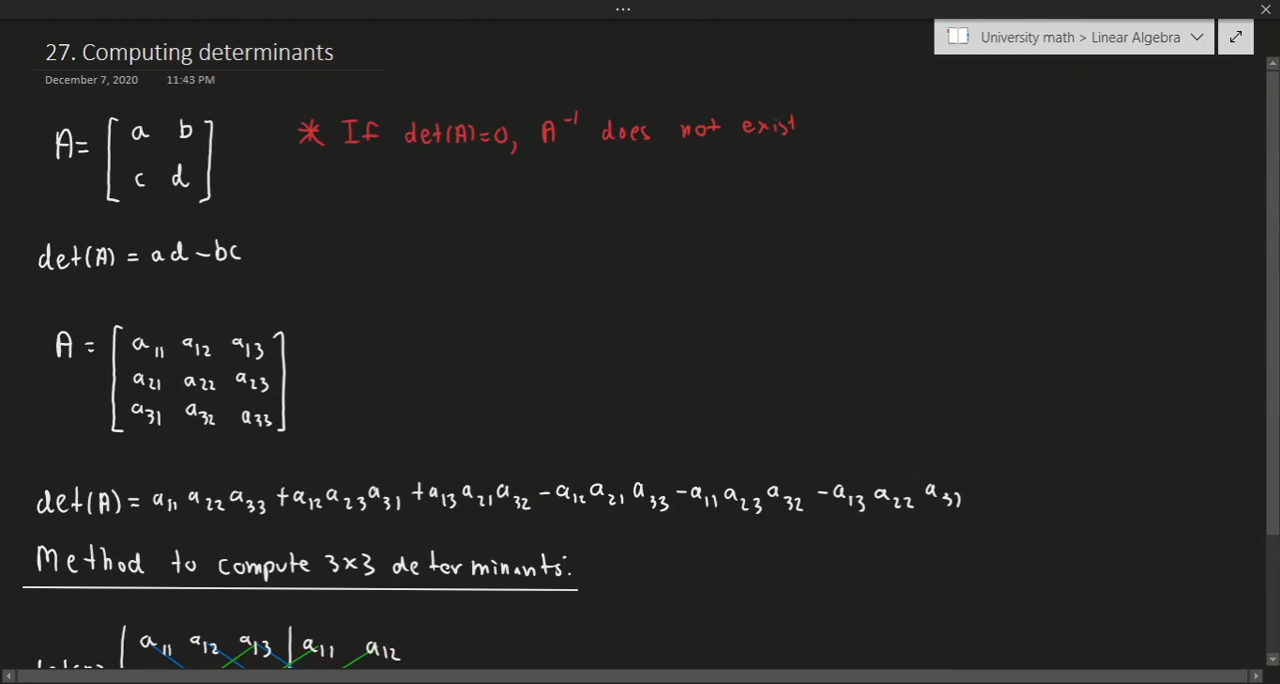 ...
University math > Linear Algebra
27. Computing determinants
December 7, 2020 11:43 PM
A= [ a b
c d ]
* If det(A)=0, A⁻¹ does not exist
det(A) = ad - bc
A = [ a₁₁ a₁₂ a₁₃
a₂₁ a₂₂ a₂₃
a₃₁ a₃₂ a₃₃ ]
det(A) = a₁₁ a₂₂ a₃₃ + a₁₂ a₂₃ a₃₁ + a₁₃ a₂₁ a₃₂ - a₁₂ a₂₁ a₃₃ - a₁₁ a₂₃ a₃₂ - a₁₃ a₂₂ a₃₁
Method to compute 3x3 determinants:
| a₁₁ a₁₂ a₁₃ | a₁₁ a₁₂